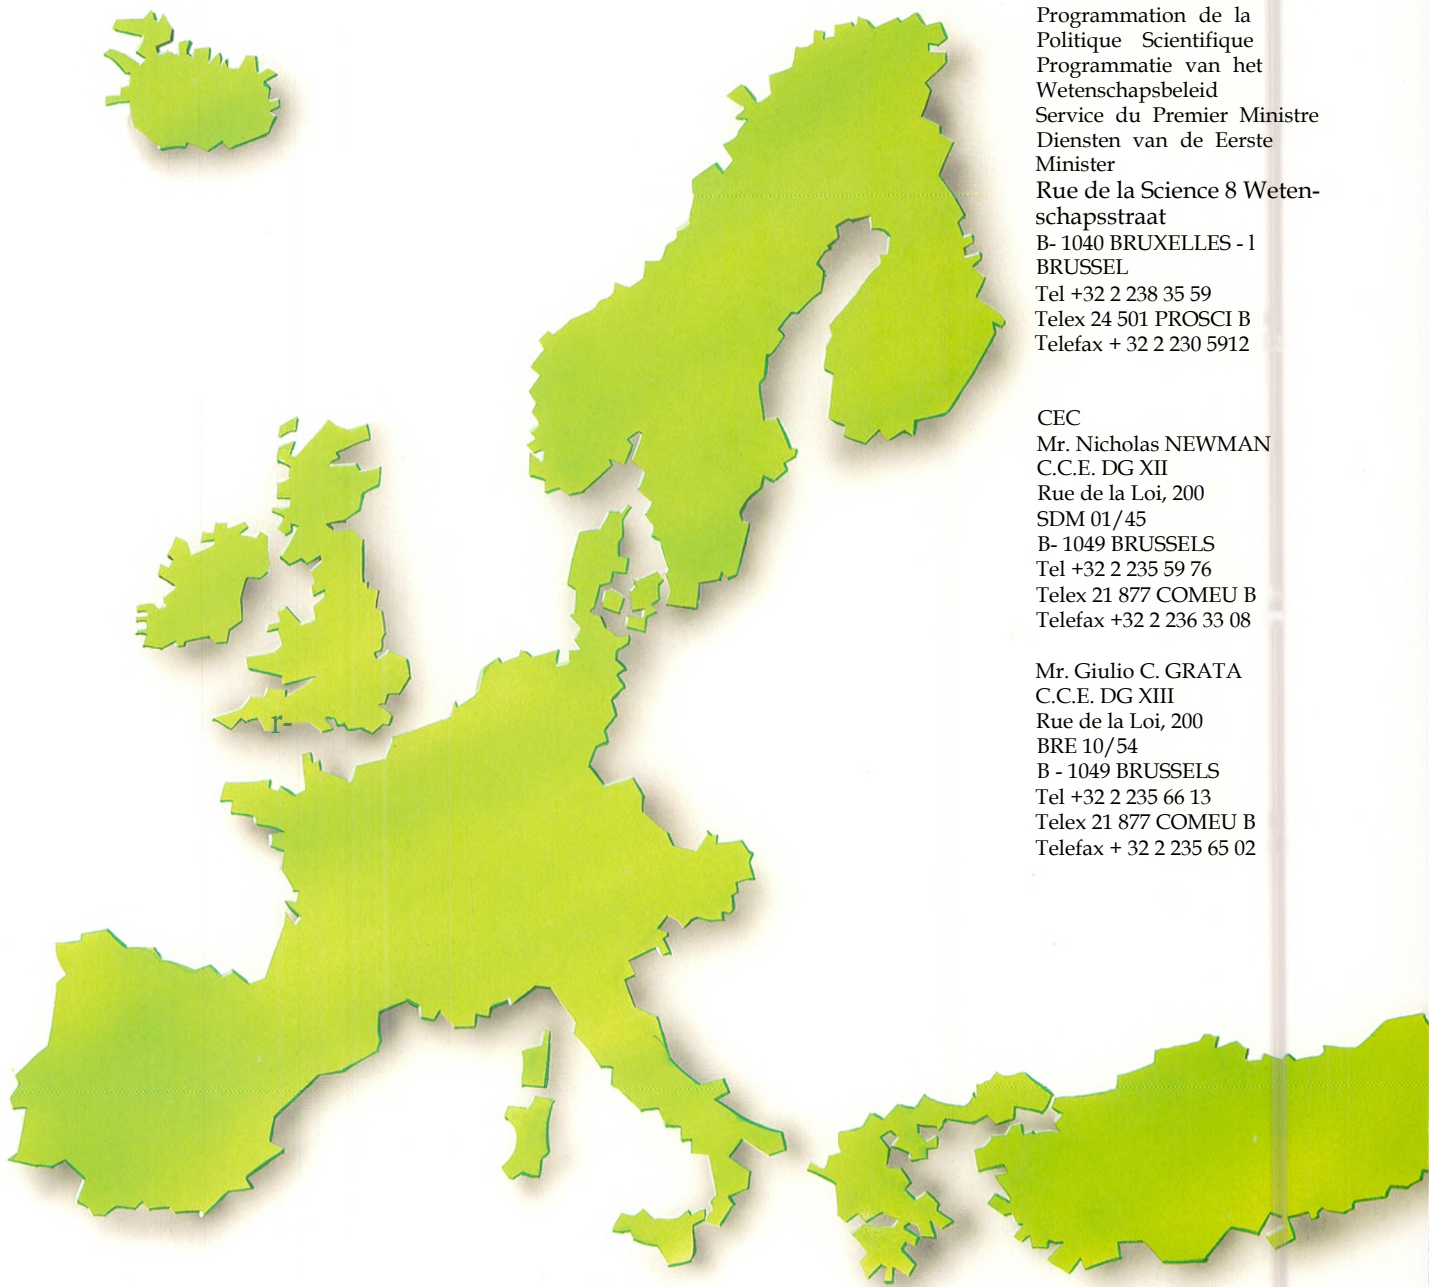 Programmation de la
Politique Scientifique
Programmatie van het
Wetenschapsbeleid
Service du Premier Ministre
Diensten van de Eerste
Minister
Rue de la Science 8 Weten-
schapsstraat
B- 1040 BRUXELLES - l
BRUSSEL
Tel +32 2 238 35 59
Telex 24 501 PROSCI B
Telefax + 32 2 230 5912
CEC
Mr. Nicholas NEWMAN
C.C.E. DG XII
Rue de la Loi, 200
SDM 01/45
B- 1049 BRUSSELS
Tel +32 2 235 59 76
Telex 21 877 COMEU B
Telefax +32 2 236 33 08
Mr. Giulio C. GRATA
C.C.E. DG XIII
Rue de la Loi, 200
BRE 10/54
B - 1049 BRUSSELS
Tel +32 2 235 66 13
Telex 21 877 COMEU B
Telefax + 32 2 235 65 02
r-